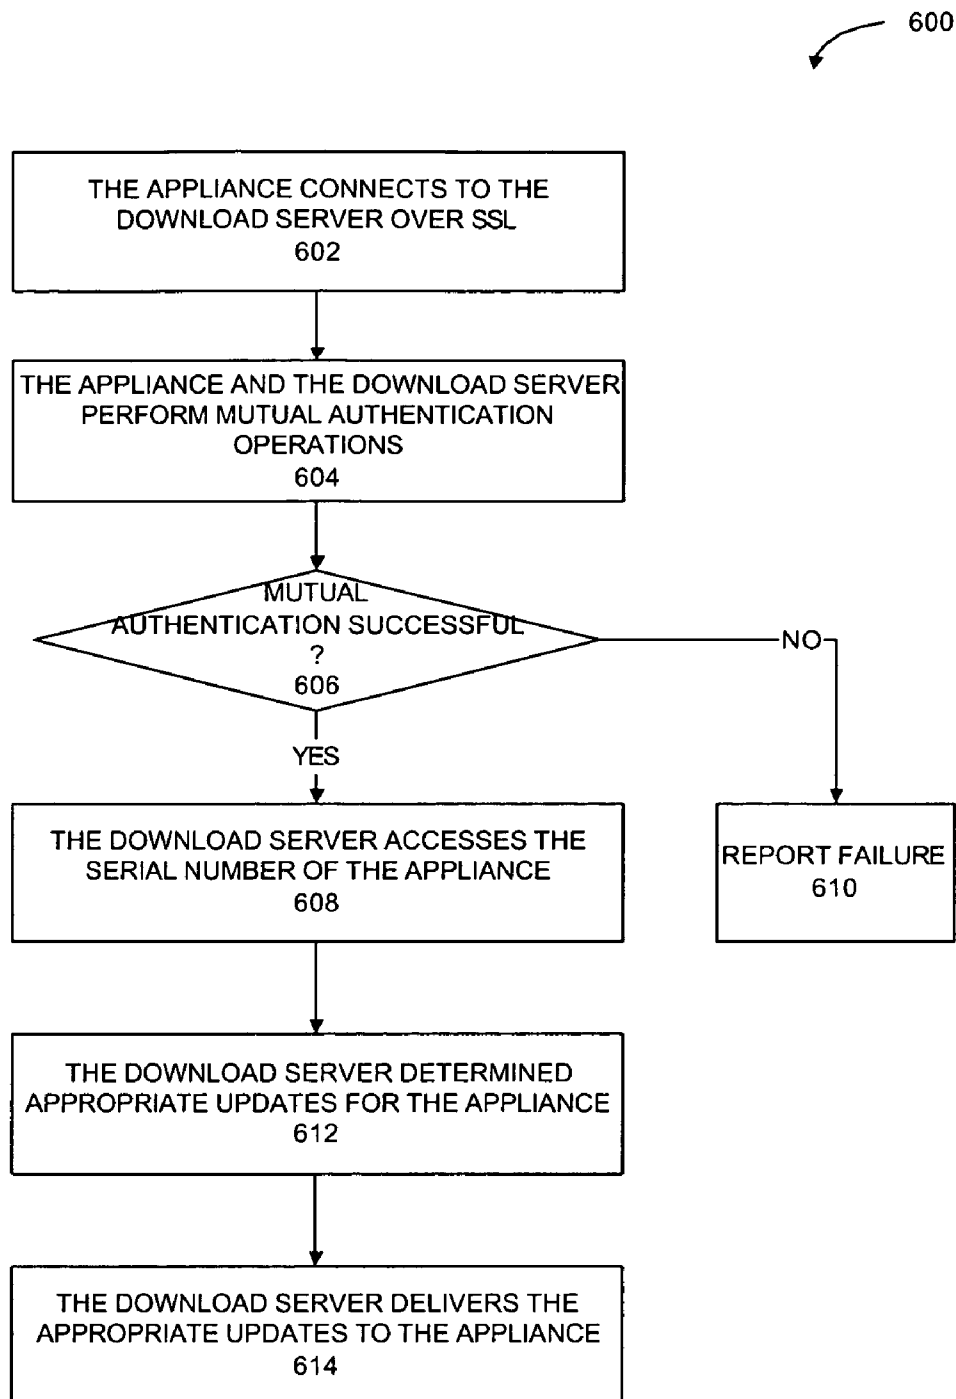 600
THE APPLIANCE CONNECTS TO THE
DOWNLOAD SERVER OVER SSL
602
THE APPLIANCE AND THE DOWNLOAD SERVER
PERFORM MUTUAL AUTHENTICATION
OPERATIONS
604
MUTUAL
AUTHENTICATION SUCCESSFUL
?
606
NO
YES
THE DOWNLOAD SERVER ACCESSES THE
SERIAL NUMBER OF THE APPLIANCE
608
REPORT FAILURE
610
THE DOWNLOAD SERVER DETERMINED
APPROPRIATE UPDATES FOR THE APPLIANCE
612
THE DOWNLOAD SERVER DELIVERS THE
APPROPRIATE UPDATES TO THE APPLIANCE
614